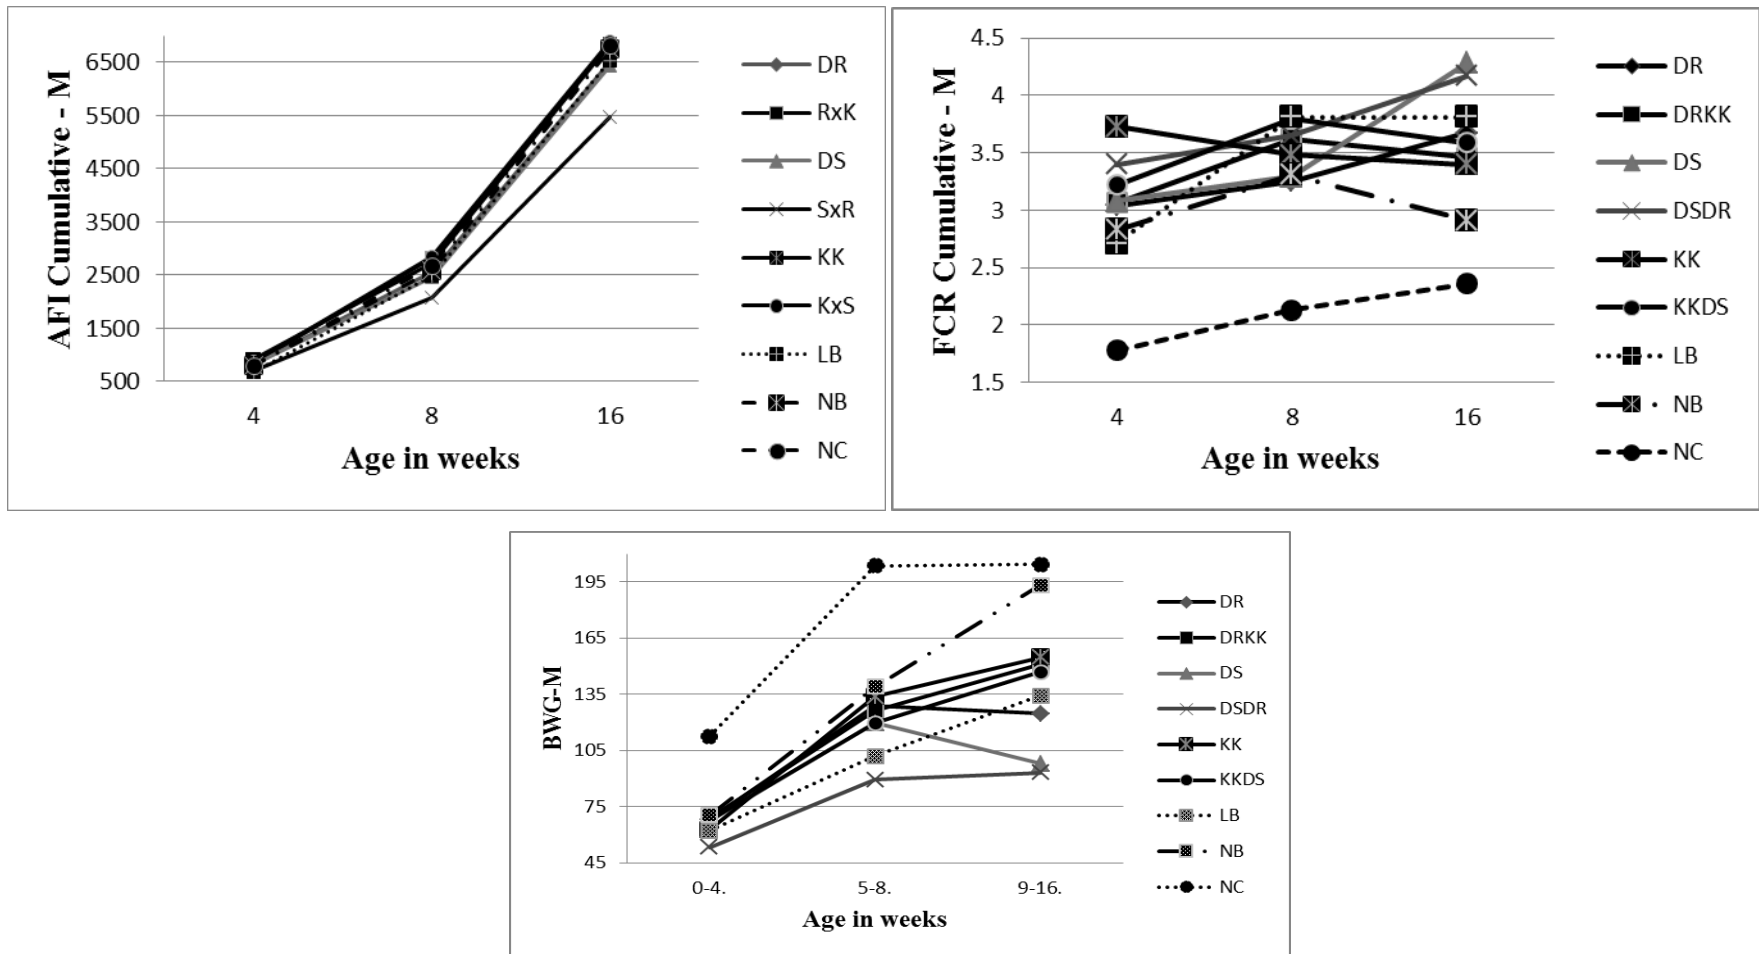 AFI Cumulative - M
6500
5500
4500
3500
2500
1500
500
4 8 16
Age in weeks
DR
RxK
DS
SxR
KK
KxS
LB
NB
NC
FCR Cumulative - M
4.5
4
3.5
3
2.5
2
1.5
4 8 16
Age in weeks
DR
DRKK
DS
DSDR
KK
KKDS
LB
NB
NC
BWG-M
195
165
135
105
75
45
0-4. 5-8. 9-16.
Age in weeks
DR
DRKK
DS
DSDR
KK
KKDS
LB
NB
NC